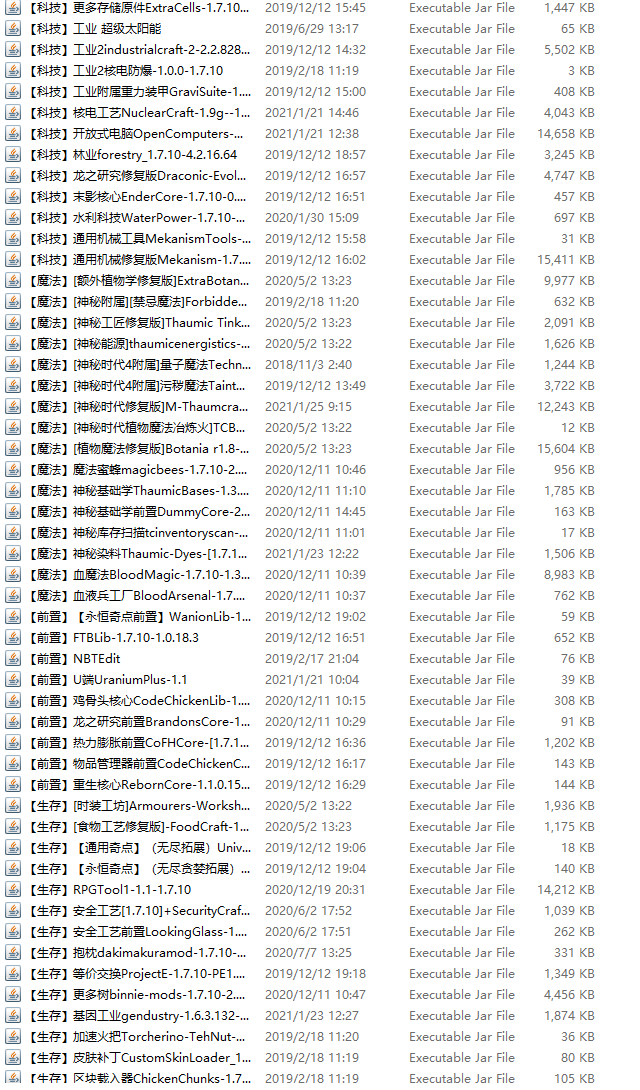 【科技】更多存储原件ExtraCells-1.7.10... 2019/12/12 15:45 Executable Jar File 1,447 KB
【科技】工业 超级太阳能 2019/6/29 13:17 Executable Jar File 65 KB
【科技】工业2industrialcraft-2-2.2.828... 2019/12/12 14:32 Executable Jar File 5,502 KB
【科技】工业2核电防爆-1.0.0-1.7.10 2019/2/18 11:19 Executable Jar File 3 KB
【科技】工业附属重力装甲GraviSuite-1.... 2019/12/12 15:00 Executable Jar File 408 KB
【科技】核电工艺NuclearCraft-1.9g--1... 2021/1/21 14:46 Executable Jar File 4,043 KB
【科技】开放式电脑OpenComputers-... 2021/1/21 12:38 Executable Jar File 14,658 KB
【科技】林业forestry_1.7.10-4.2.16.64 2019/12/12 18:57 Executable Jar File 3,245 KB
【科技】龙之研究修复版Draconic-Evol... 2019/12/12 16:57 Executable Jar File 4,747 KB
【科技】末影核心EnderCore-1.7.10-0.... 2019/12/12 16:51 Executable Jar File 457 KB
【科技】水利科技WaterPower-1.7.10-... 2020/1/30 15:09 Executable Jar File 697 KB
【科技】通用机械工具MekanismTools-... 2019/12/12 15:58 Executable Jar File 31 KB
【科技】通用机械修复版Mekanism-1.7.... 2019/12/12 16:02 Executable Jar File 15,411 KB
【魔法】[额外植物学修复版]ExtraBotan... 2020/5/2 13:23 Executable Jar File 9,977 KB
【魔法】[神秘附属][禁忌魔法]Forbidde... 2019/2/18 11:20 Executable Jar File 632 KB
【魔法】[神秘工匠修复版]Thaumic Tink... 2020/5/2 13:23 Executable Jar File 2,091 KB
【魔法】[神秘能源]thaumicenergistics-... 2020/5/2 13:22 Executable Jar File 1,626 KB
【魔法】[神秘时代4附属]量子魔法Techn... 2018/11/3 2:40 Executable Jar File 1,244 KB
【魔法】[神秘时代4附属]污秽魔法Taint... 2019/12/12 13:49 Executable Jar File 3,722 KB
【魔法】[神秘时代修复版]M-Thaumcra... 2021/1/25 9:15 Executable Jar File 12,243 KB
【魔法】[神秘时代植物魔法冶炼火]TCB... 2020/5/2 13:22 Executable Jar File 12 KB
【魔法】[植物魔法修复版]Botania r1.8-... 2020/5/2 13:23 Executable Jar File 15,604 KB
【魔法】魔法蜜蜂magicbees-1.7.10-2.... 2020/12/11 10:46 Executable Jar File 956 KB
【魔法】神秘基础学ThaumicBases-1.3.... 2020/12/11 11:10 Executable Jar File 1,785 KB
【魔法】神秘基础学前置DummyCore-2... 2020/12/11 14:45 Executable Jar File 163 KB
【魔法】神秘库存扫描tcinventoryscan-... 2020/12/11 11:01 Executable Jar File 17 KB
【魔法】神秘染料Thaumic-Dyes-[1.7.1... 2021/1/23 12:22 Executable Jar File 1,506 KB
【魔法】血魔法BloodMagic-1.7.10-1.3... 2020/12/11 10:39 Executable Jar File 8,983 KB
【魔法】血液兵工厂BloodArsenal-1.7.... 2020/12/11 10:37 Executable Jar File 762 KB
【前置】【永恒奇点前置】WanionLib-1... 2019/12/12 19:02 Executable Jar File 59 KB
【前置】FTBLib-1.7.10-1.0.18.3 2019/12/12 16:51 Executable Jar File 652 KB
【前置】NBTEdit 2019/2/17 21:04 Executable Jar File 76 KB
【前置】U端UraniumPlus-1.1 2021/1/21 10:04 Executable Jar File 39 KB
【前置】鸡骨头核心CodeChickenLib-1.... 2020/12/11 10:15 Executable Jar File 308 KB
【前置】龙之研究前置BrandonsCore-1... 2020/12/11 10:29 Executable Jar File 91 KB
【前置】热力膨胀前置CoFHCore-[1.7.1... 2019/12/12 16:36 Executable Jar File 1,202 KB
【前置】物品管理器前置CodeChickenC... 2019/12/12 16:17 Executable Jar File 143 KB
【前置】重生核心RebornCore-1.1.0.15... 2019/12/12 16:29 Executable Jar File 144 KB
【生存】[时装工坊]Armourers-Worksh... 2020/5/2 13:22 Executable Jar File 1,936 KB
【生存】[食物工艺修复版]-FoodCraft-1... 2020/5/2 13:23 Executable Jar File 1,175 KB
【生存】【通用奇点】（无尽拓展）Univ... 2019/12/12 19:06 Executable Jar File 18 KB
【生存】【永恒奇点】（无尽贪婪拓展）... 2019/12/12 19:04 Executable Jar File 140 KB
【生存】RPGTool1-1.1-1.7.10 2020/12/19 20:31 Executable Jar File 14,212 KB
【生存】安全工艺[1.7.10]+SecurityCraf... 2020/6/2 17:52 Executable Jar File 1,039 KB
【生存】安全工艺前置LookingGlass-1.... 2020/6/2 17:51 Executable Jar File 262 KB
【生存】抱枕dakimakuramod-1.7.10-... 2020/7/7 13:25 Executable Jar File 331 KB
【生存】等价交换ProjectE-1.7.10-PE1.... 2019/12/12 19:18 Executable Jar File 1,349 KB
【生存】更多树binnie-mods-1.7.10-2.... 2020/12/11 10:47 Executable Jar File 4,456 KB
【生存】基因工业gendustry-1.6.3.132-... 2021/1/23 12:27 Executable Jar File 1,874 KB
【生存】加速火把Torcherino-TehNut-... 2019/2/18 11:20 Executable Jar File 36 KB
【生存】皮肤补丁CustomSkinLoader_1... 2019/2/18 11:19 Executable Jar File 80 KB
【生存】区块载入器ChickenChunks-1.7... 2019/2/18 11:19 Executable Jar File 105 KB